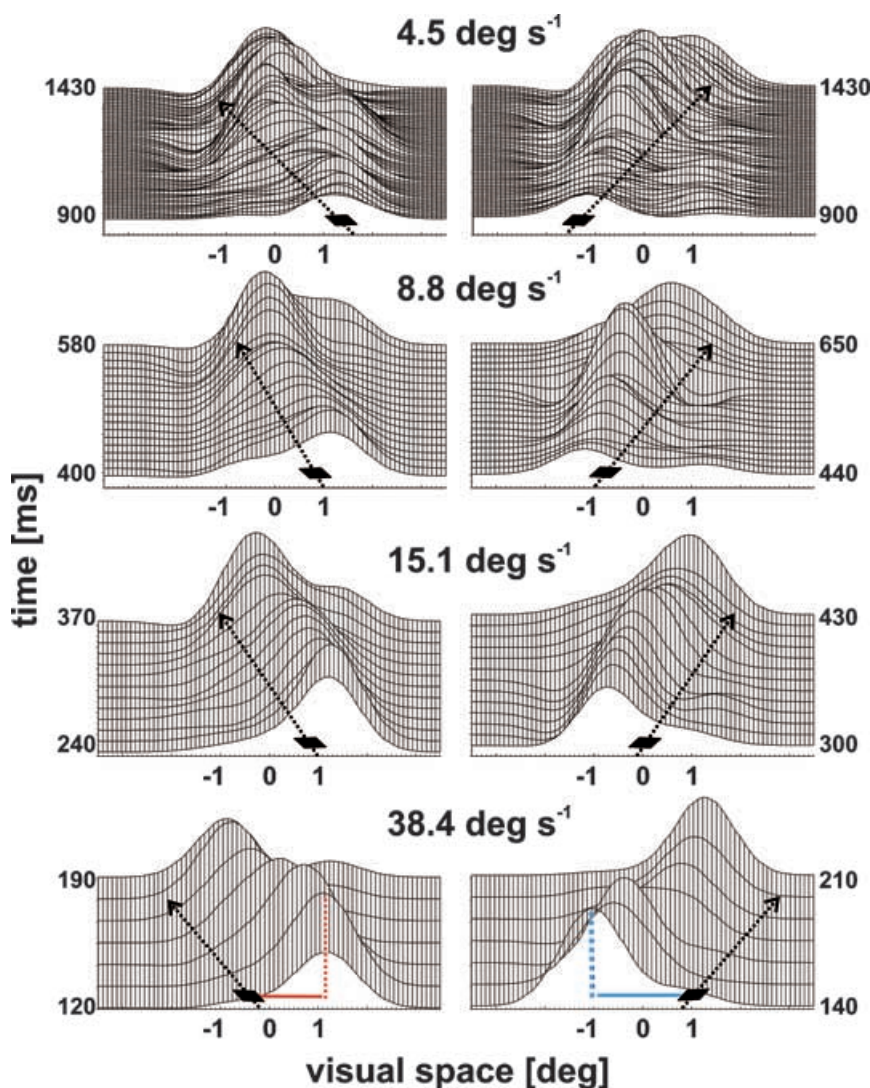 4.5 deg s-1
1430 1430
900 900
-1 0 1 -1 0 1
8.8 deg s-1
580 650
400 440
-1 0 1 -1 0 1
time [ms]
15.1 deg s-1
370 430
240 300
-1 0 1 -1 0 1
38.4 deg s-1
190 210
120 140
-1 0 1 -1 0 1
visual space [deg]